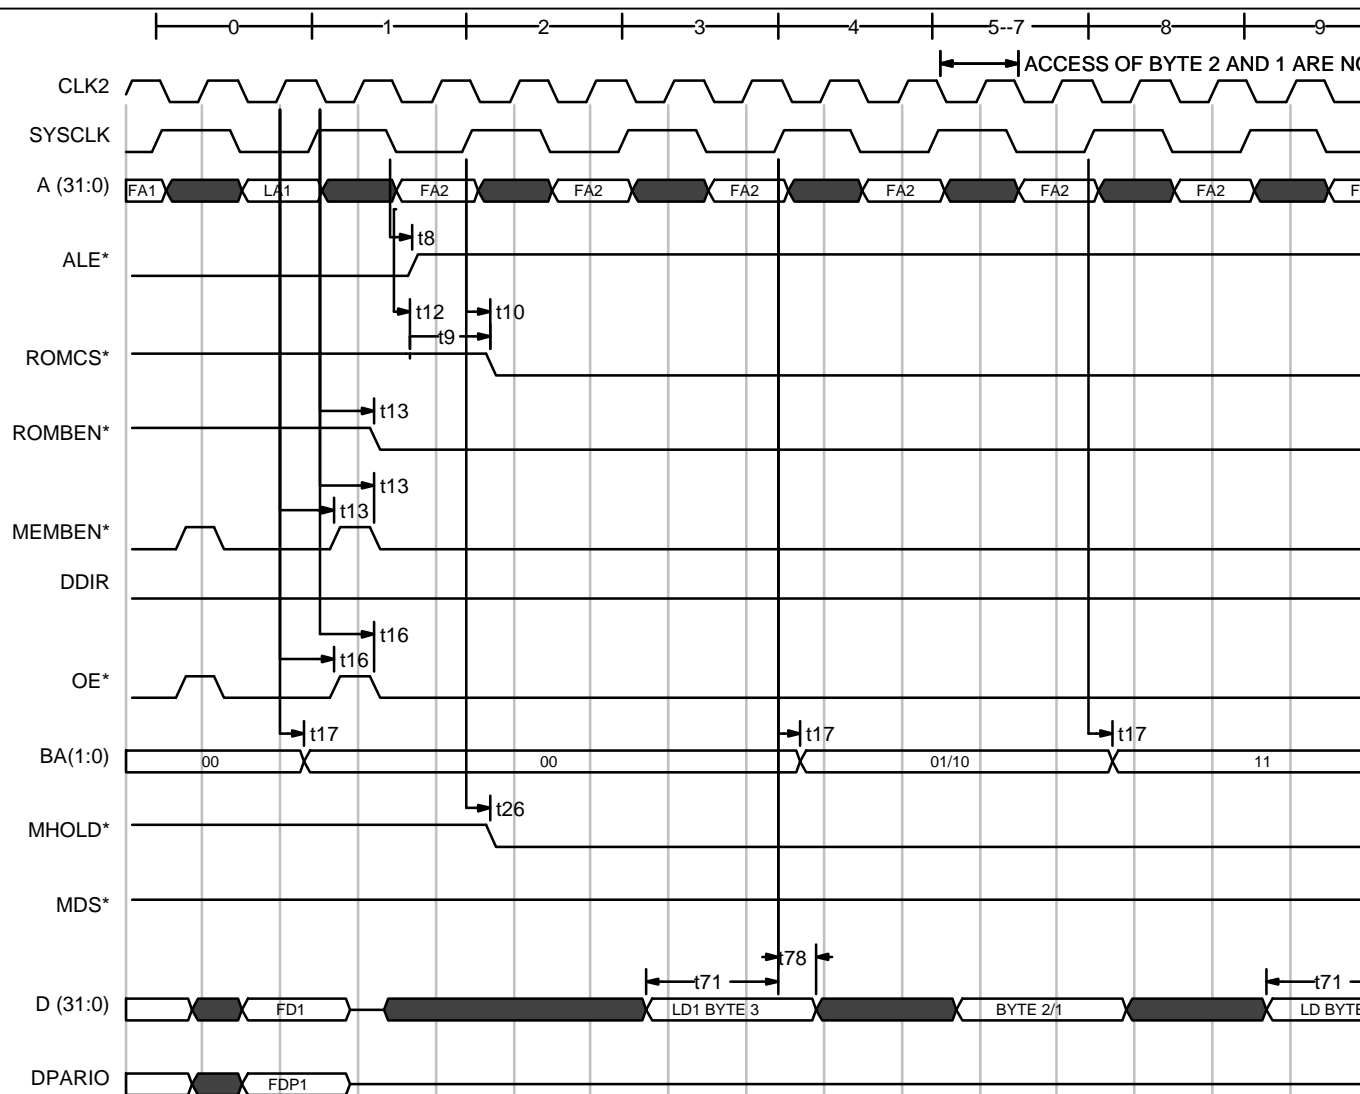 0 1 2 3 4 5--7 8 9
ACCESS OF BYTE 2 AND 1 ARE
CLK2
SYSCLK
A (31:0) FA1 LA1 FA2 FA2 FA2 FA2 FA2 FA2 F
t8
ALE*
t12 t10
t9
ROMCS*
t13
ROMBEN*
t13
t13
MEMBEN*
DDIR
t16
t16
OE*
t17 t17 t17
BA(1:0) 00 00 01/10 11
t26
MHOLD*
MDS*
t78
t71 t71
D (31:0) FD1 LD1 BYTE 3 BYTE 2/1 LD BYTE
DPARIO FDP1